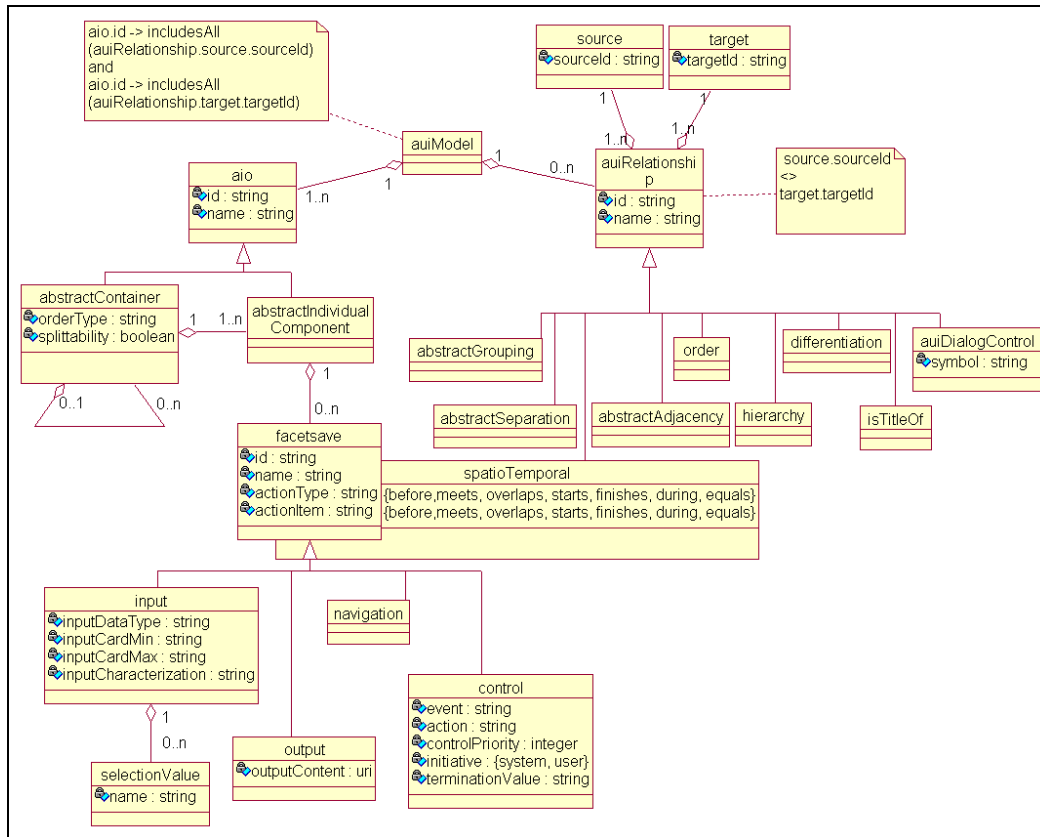 aio.id -> includesAll
(auiRelationship.source.sourceId)
and
aio.id -> includesAll
(auiRelationship.target.targetId)
source
sourceId : string
target
targetId : string
1
1
1..n
1..n
auiModel
1
1
0..n
1..n
auiRelationshi
p
id : string
name : string
source.sourceId
<>
target.targetId
aio
id : string
name : string
abstractContainer
orderType : string
splittability : boolean
1
1..n
0..1
0..n
abstractIndividual
Component
1
0..n
abstractGrouping
order
differentiation
auiDialogControl
symbol : string
abstractSeparation
abstractAdjacency
hierarchy
isTitleOf
facetsave
id : string
name : string
actionType : string
actionItem : string
spatioTemporal
{before,meets, overlaps, starts, finishes, during, equals}
{before,meets, overlaps, starts, finishes, during, equals}
input
inputDataType : string
inputCardMin : string
inputCardMax : string
inputCharacterization : string
1
0..n
selectionValue
name : string
navigation
output
outputContent : uri
control
event : string
action : string
controlPriority : integer
initiative : {system, user}
terminationValue : string